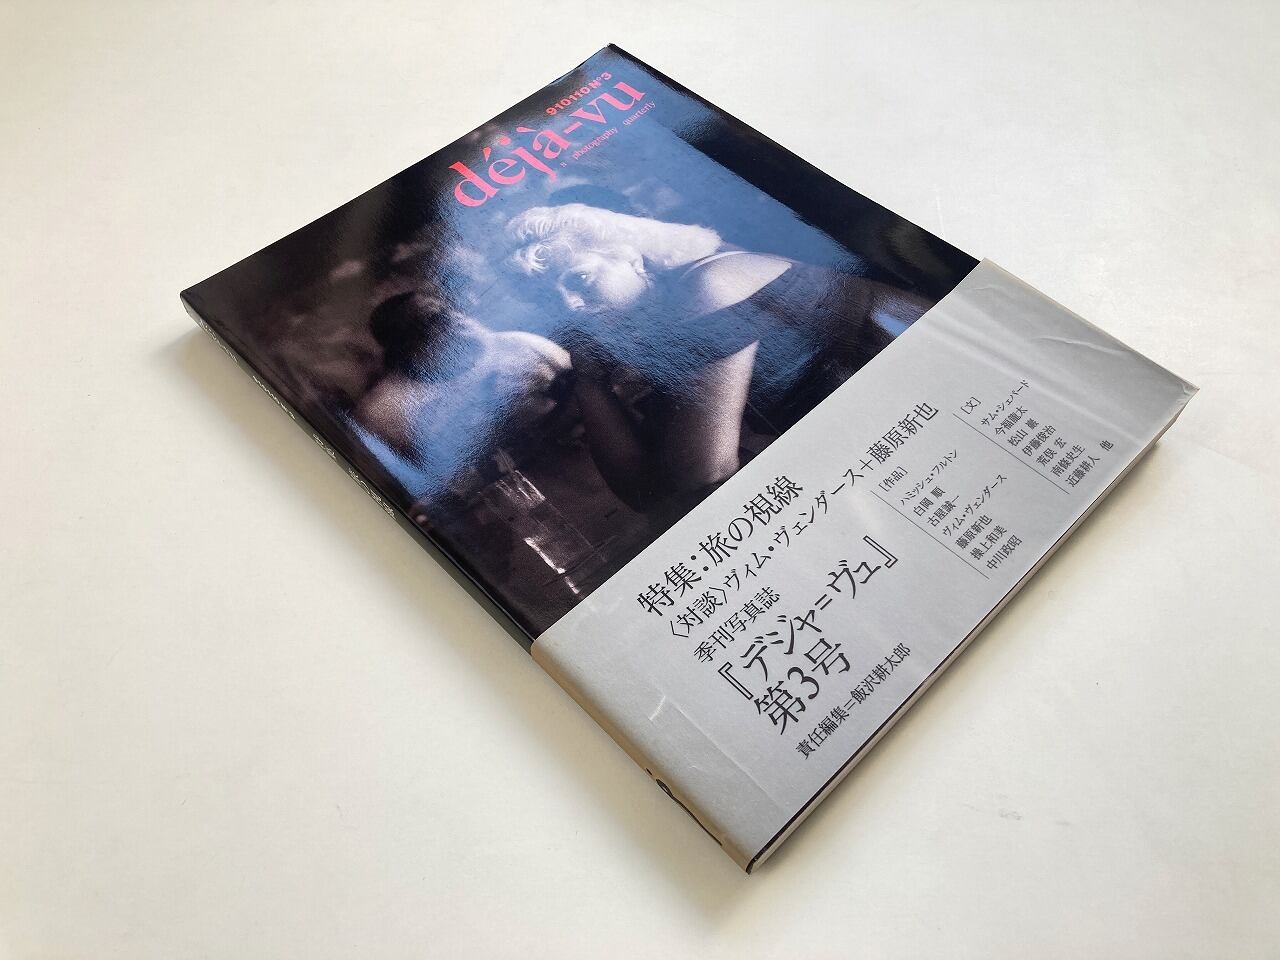 910110 Nº3
déjà-vu
a photography quarterly
特集：旅の視線
〈対談〉ヴィム・ヴェンダース＋藤原新也
季刊写真誌
『デジャ=ヴュ』
第3号
責任編集＝飯沢耕太郎
［作品］
ハミッシュ・フルトン
白岡 順
古屋誠一
ヴィム・ヴェンダース
藤原新也
操上和美
中川政昭
［文］
サム・シェパード
今福龍太
松山 巖
伊藤俊治
荒俣 宏
南條史生
近藤耕人 他